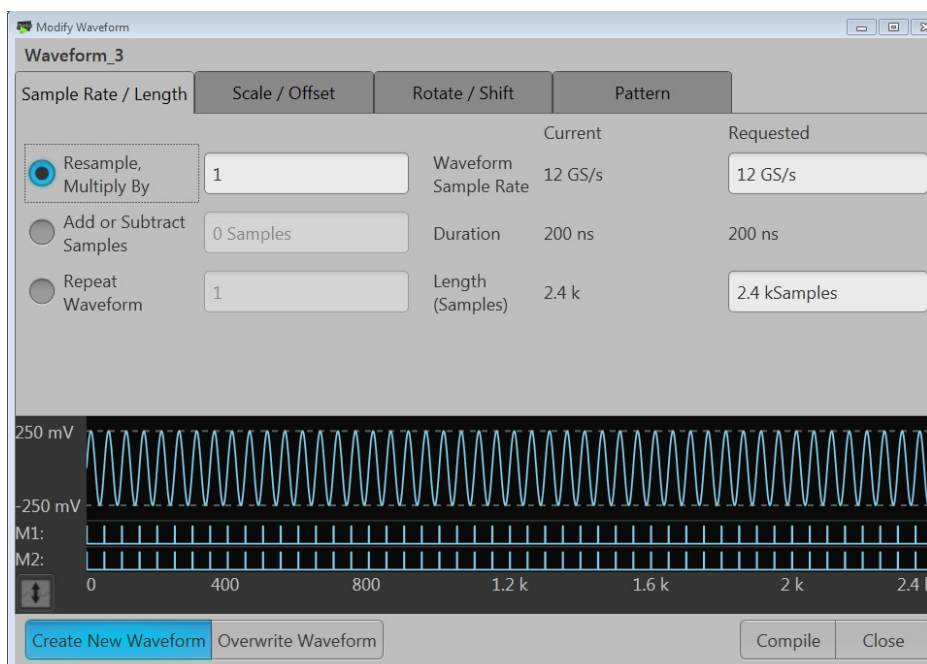 Modify Waveform
Waveform_3
Sample Rate / Length Scale / Offset Rotate / Shift Pattern
Current Requested
Resample,
Multiply By
1
Waveform
Sample Rate
12 GS/s
12 GS/s
Add or Subtract
Samples
0 Samples
Duration
200 ns
200 ns
Repeat
Waveform
1
Length
(Samples)
2.4 k
2.4 kSamples
250 mV
-250 mV
M1:
M2:
0 400 800 1.2 k 1.6 k 2 k 2.4
Create New Waveform Overwrite Waveform Compile Close